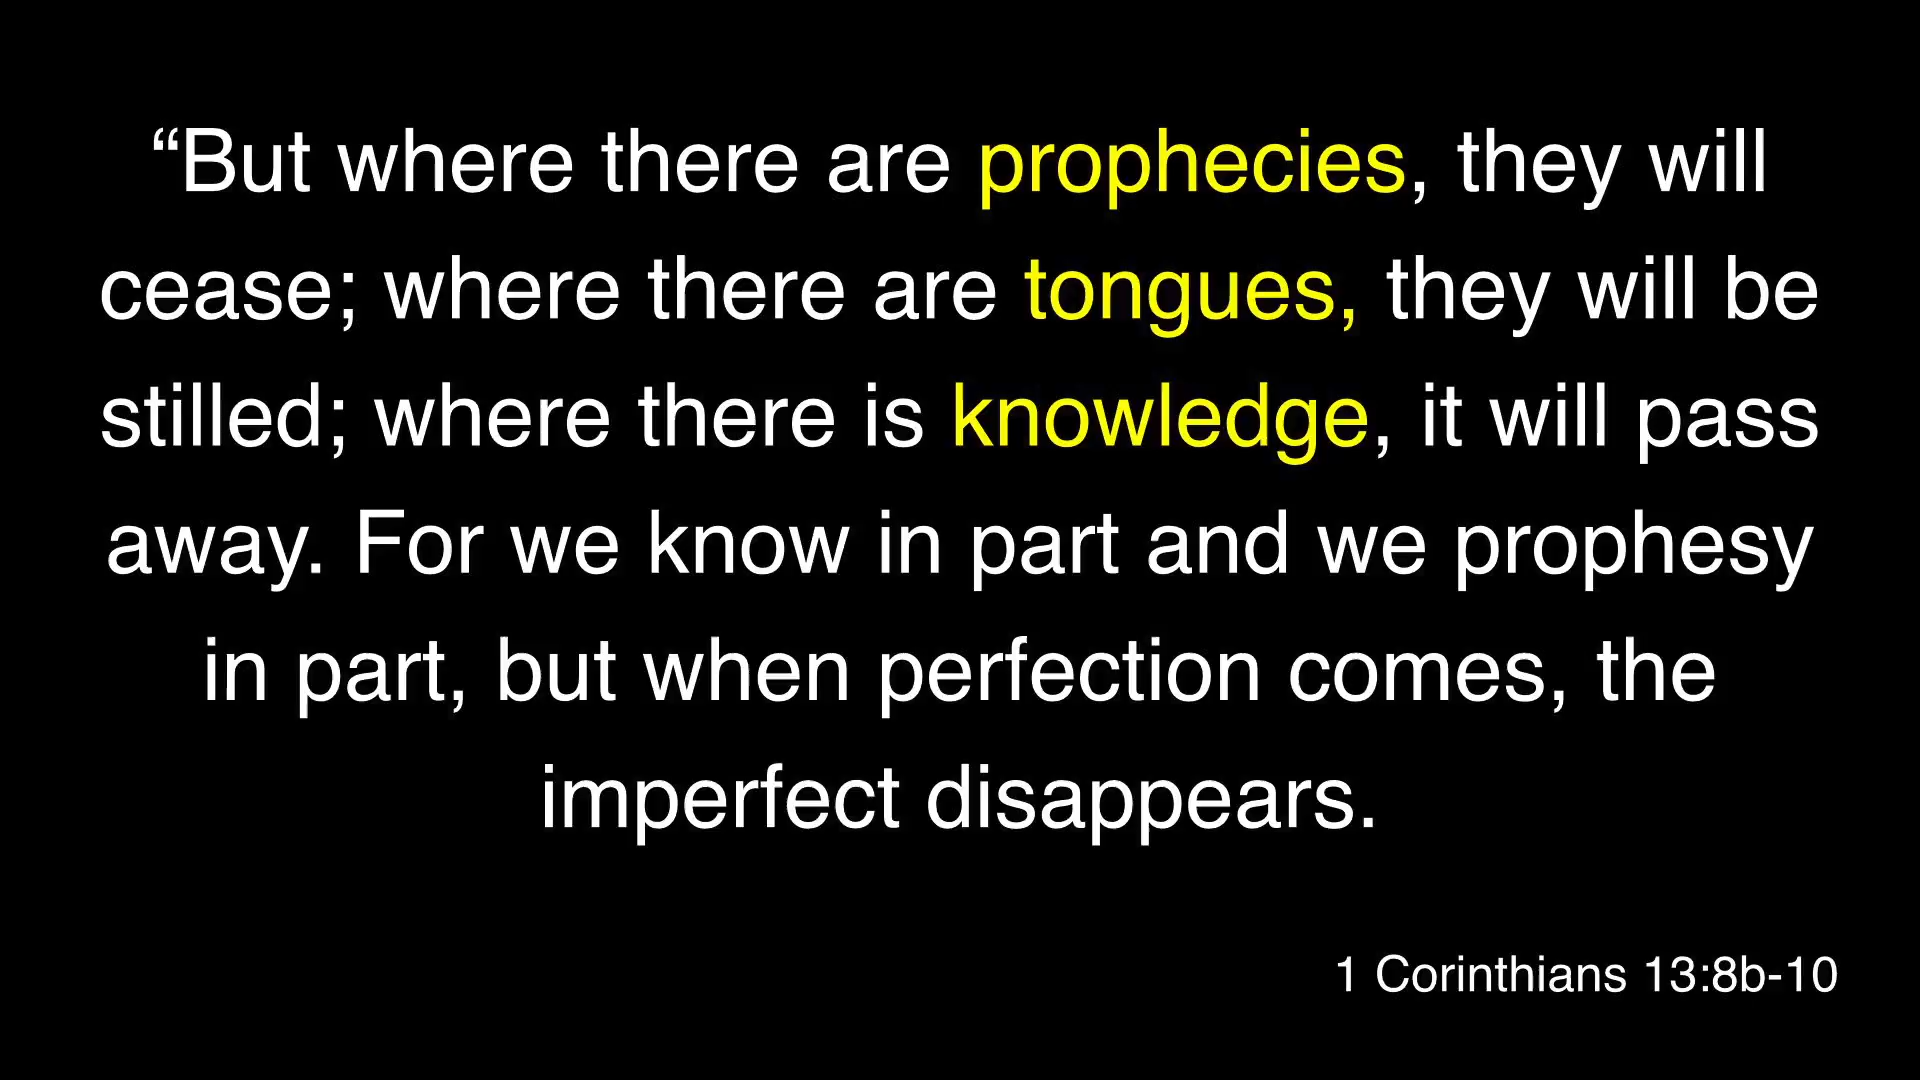 “But where there are prophecies, they will
cease; where there are tongues, they will be
stilled; where there is knowledge, it will pass
away. For we know in part and we prophesy
in part, but when perfection comes, the
imperfect disappears.
1 Corinthians 13:8b-10